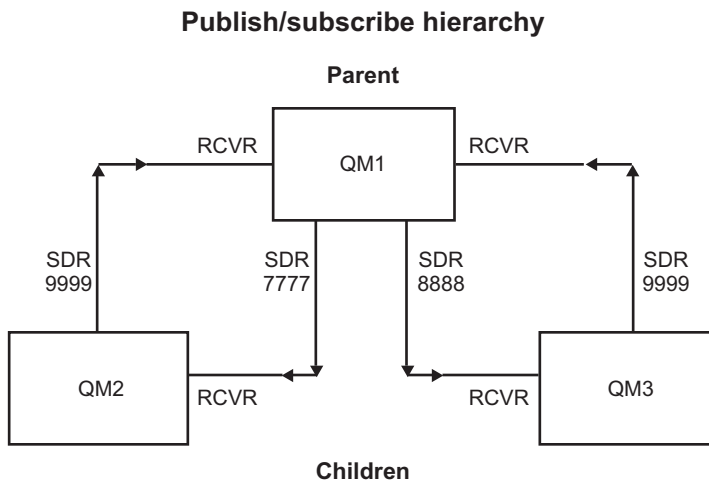 Publish/subscribe hierarchy
Parent
RCVR
QM1
RCVR
SDR
9999
SDR
7777
SDR
8888
SDR
9999
QM2
RCVR
RCVR
QM3
Children